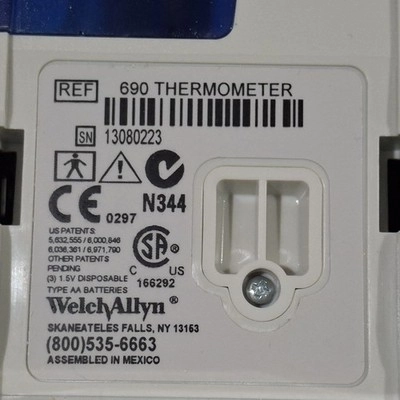 REF 690 THERMOMETER
SN 13080223
CE 0297 N344
US PATENTS:
5,632,555 / 6,000,846
6,036,361 / 6,971,790
OTHER PATENTS
PENDING
(3) 1.5V DISPOSABLE
TYPE AA BATTERIES
C US
166292
WelchAllyn®
SKANEATELES FALLS, NY 13153
(800)535-6663
ASSEMBLED IN MEXICO